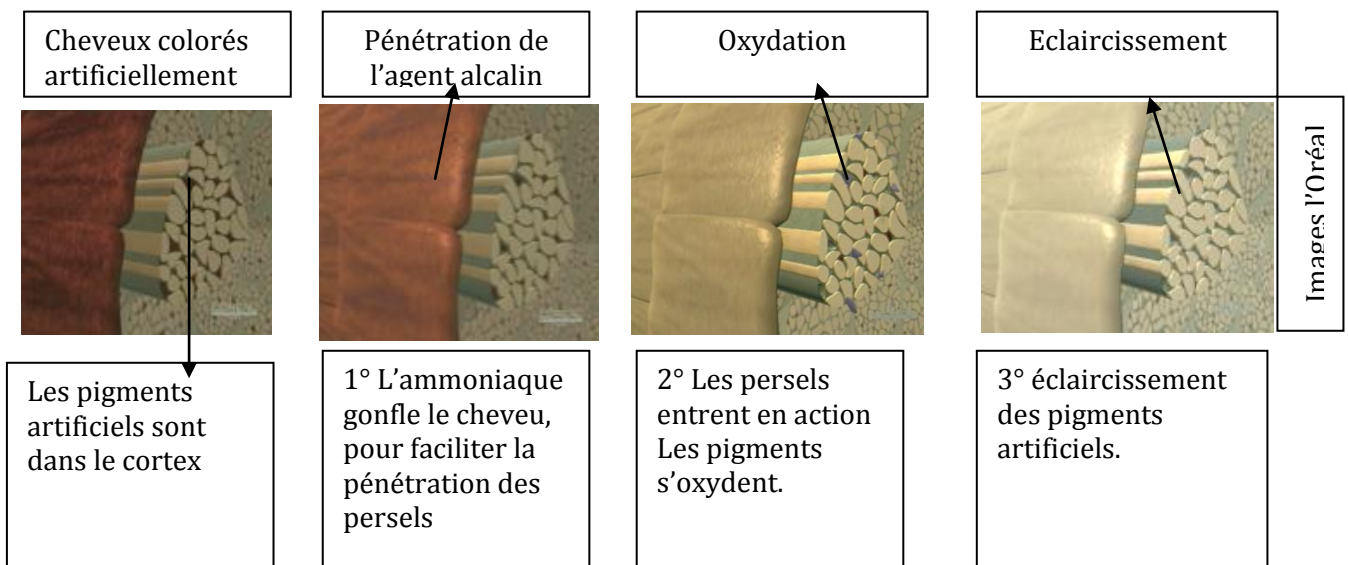 Cheveux colorés
artificiellement
Pénétration de
l’agent alcalin
Oxydation
Eclaircissement
Images l’Oréal
Les pigments
artificiels sont
dans le cortex
1° L’ammoniaque
gonfle le cheveu,
pour faciliter la
pénétration des
persels
2° Les persels
entrent en action
Les pigments
s’oxydent.
3° éclaircissement
des pigments
artificiels.